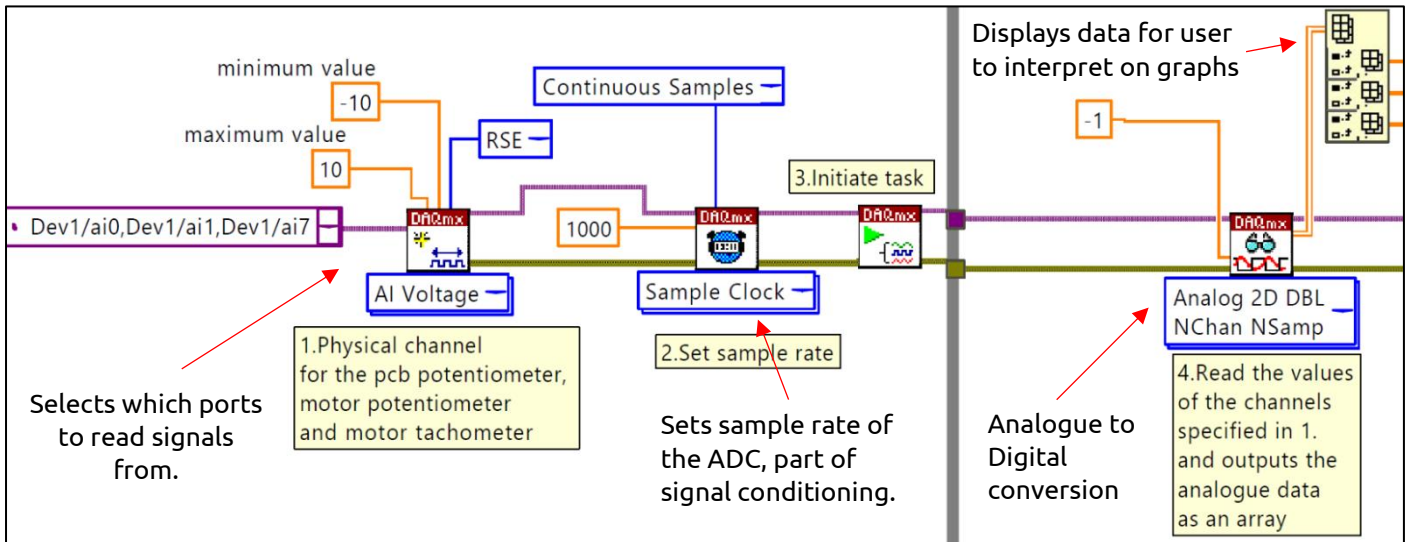 minimum value
-10
maximum value
10
RSE
Continuous Samples
Dev1/ai0,Dev1/ai1,Dev1/ai7
DAQmx
AI Voltage
1000
DAQmx
Sample Clock
3.Initiate task
DAQmx
1.Physical channel
for the pcb potentiometer,
motor potentiometer
and motor tachometer
2.Set sample rate
Selects which ports
to read signals
from.
Sets sample rate of
the ADC, part of
signal conditioning.
Displays data for user
to interpret on graphs
-1
DAQmx
Analog 2D DBL
NChan NSamp
Analogue to
Digital
conversion
4.Read the values
of the channels
specified in 1.
and outputs the
analogue data
as an array